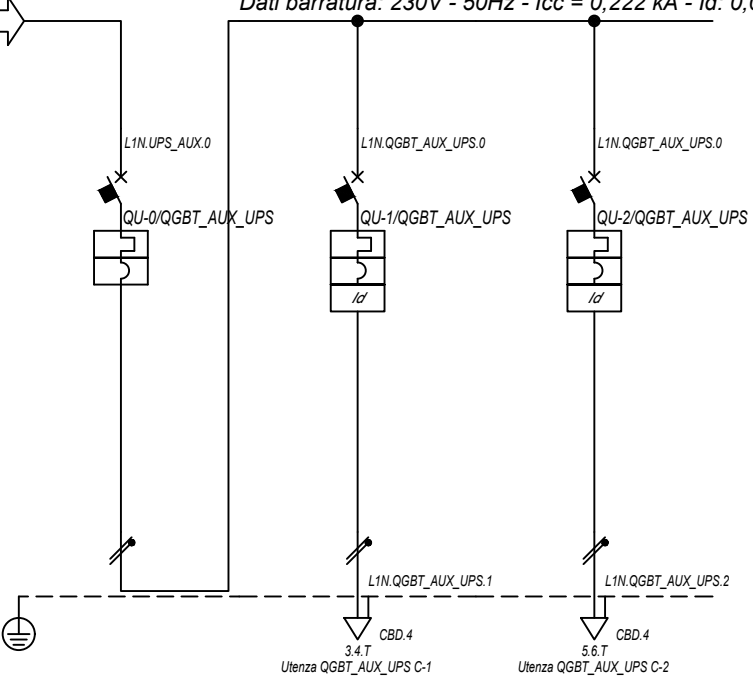 Dati barratura: 230V - 50Hz - Icc = 0,222 kA - Id: 0,0
L1N.UPS_AUX.0
L1N.QGBT_AUX_UPS.0
L1N.QGBT_AUX_UPS.0
QU-0/QGBT_AUX_UPS
QU-1/QGBT_AUX_UPS
QU-2/QGBT_AUX_UPS
Id
Id
L1N.QGBT_AUX_UPS.1
L1N.QGBT_AUX_UPS.2
CBD.4
CBD.4
3.4.T
5.6.T
Utenza QGBT_AUX_UPS C-1
Utenza QGBT_AUX_UPS C-2